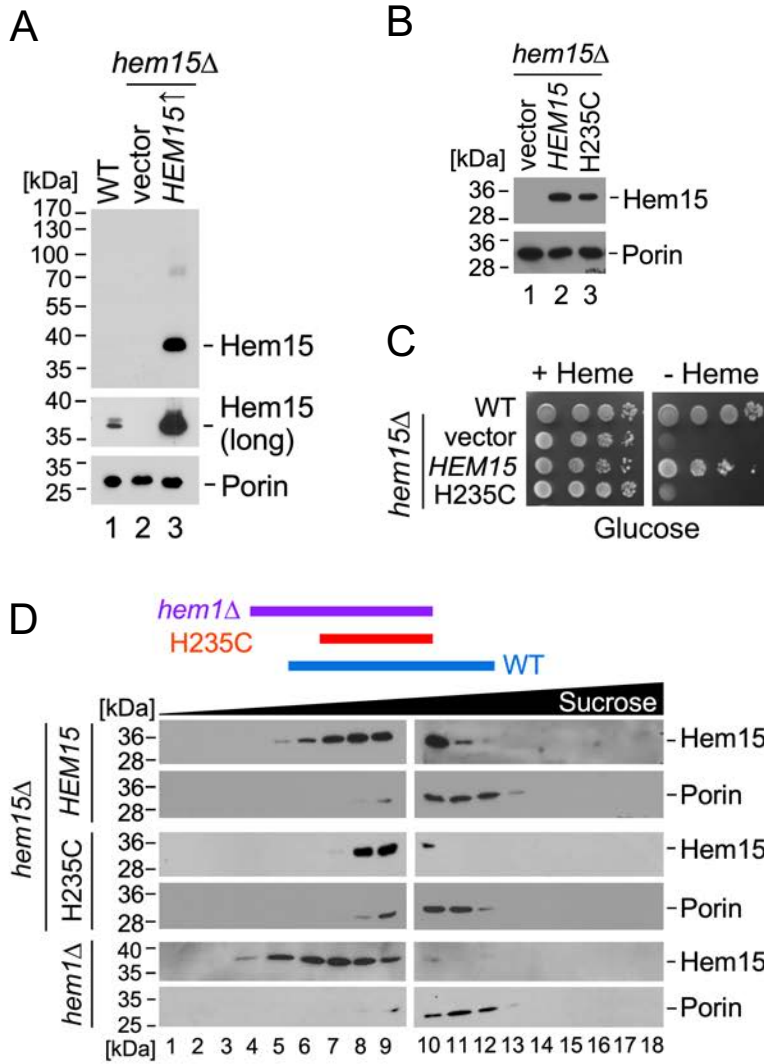 A
hem15Δ
[kDa] WT vector HEM15↑
170
130
100
70
55
40
35
Hem15
40
35
Hem15
(long)
35
25
Porin
1 2 3
B
hem15Δ
[kDa] vector HEM15 H235C
36
28
Hem15
36
28
Porin
1 2 3
C
+ Heme - Heme
hem15Δ
WT
vector
HEM15
H235C
Glucose
D
hem1Δ
H235C
WT
[kDa] Sucrose
hem15Δ
HEM15
36
28
Hem15
36
28
Porin
H235C
36
28
Hem15
36
28
Porin
hem1Δ
40
35
Hem15
35
25
Porin
[kDa] 1 2 3 4 5 6 7 8 9 10 11 12 13 14 15 16 17 18